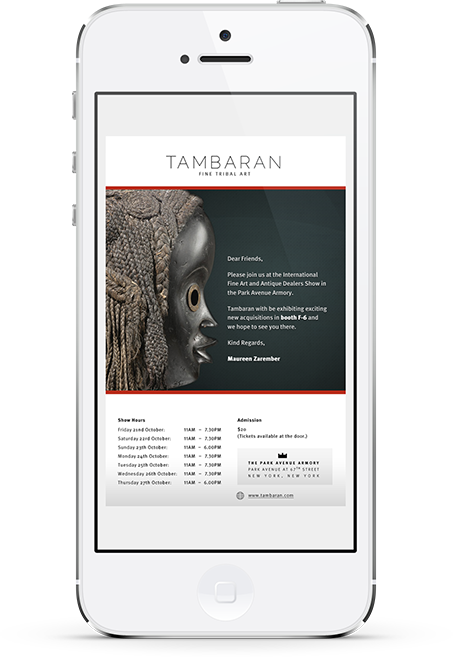 TAMBARAN
FINE TRIBAL ART
Dear Friends,
Please join us at the International
Fine Art and Antique Dealers Show in
the Park Avenue Armory.
Tambaran with be exhibiting exciting
new acquisitions in booth F-6 and
we hope to see you there.
Kind Regards,
Maureen Zarember
Show Hours
Friday 21nd October: 11AM – 7.30PM
Saturday 22rd October: 11AM – 7.30PM
Sunday 23th October: 11AM – 6.00PM
Monday 24th October: 11AM – 7.30PM
Tuesday 25th October: 11AM – 7.30PM
Wednesday 26th October: 11AM – 7.30PM
Thursday 27th October: 11AM – 6.00PM
Admission
$20
(Tickets available at the door.)
THE PARK AVENUE ARMORY
PARK AVENUE AT 67TH STREET
NEW YORK, NEW YORK
www.tambaran.com